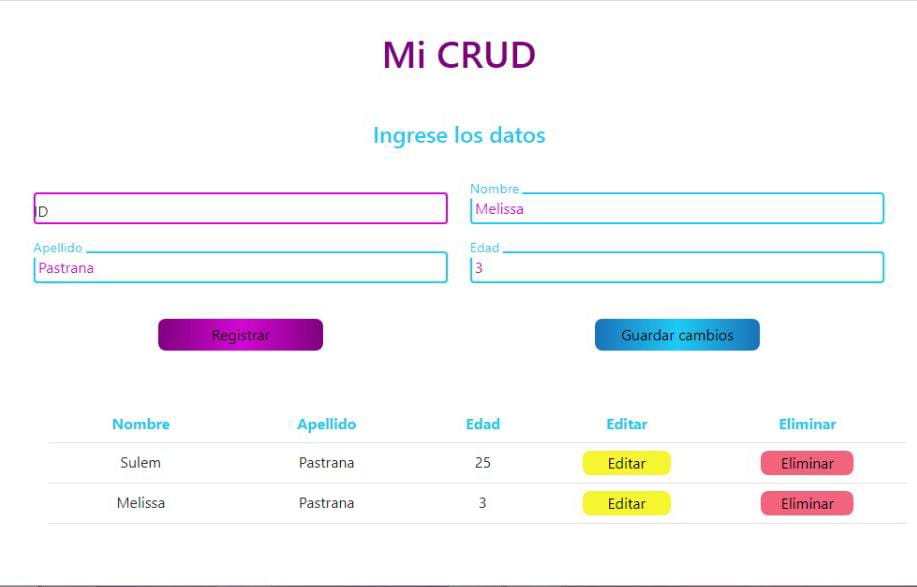 Mi CRUD
Ingrese los datos
ID
Nombre
Melissa
Apellido
Pastrana
Edad
3
Registrar
Guardar cambios
Nombre Apellido Edad Editar Eliminar
Sulem Pastrana 25 Editar Eliminar
Melissa Pastrana 3 Editar Eliminar